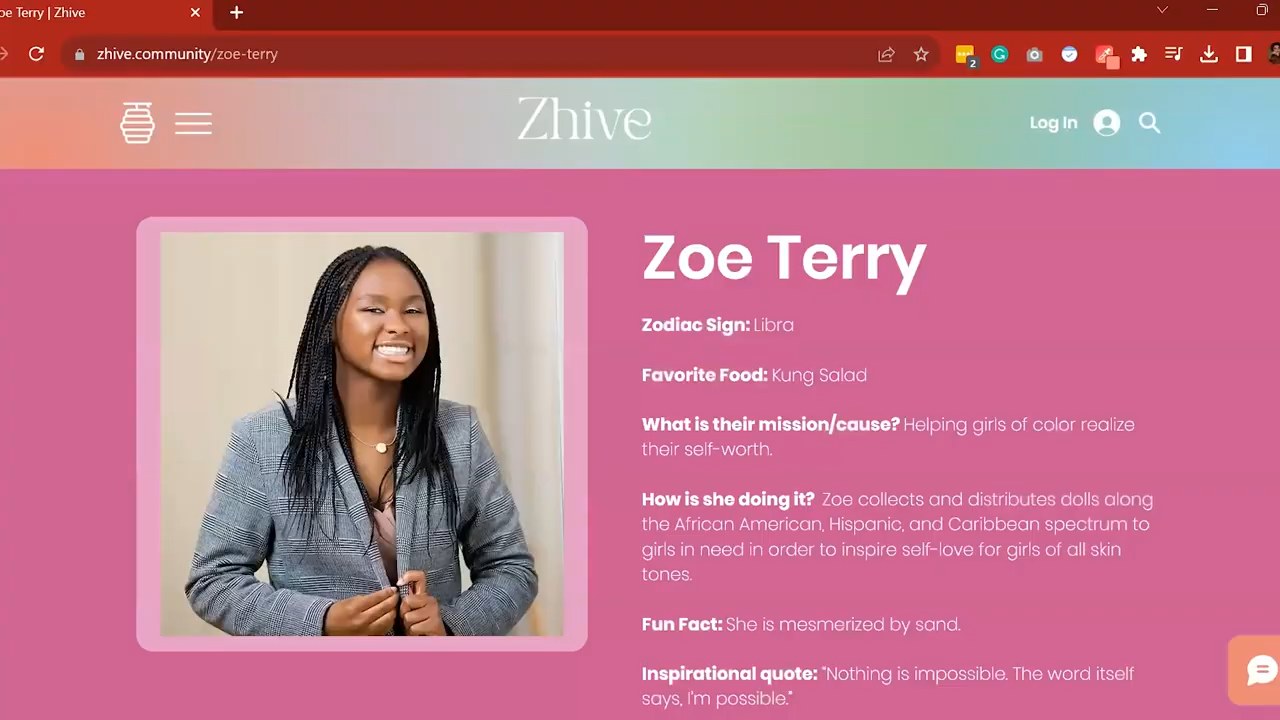 oe Terry | Zhive
zhive.community/zoe-terry
2
Zhive
Log In
Zoe Terry
Zodiac Sign: Libra
Favorite Food: Kung Salad
What is their mission/cause? Helping girls of color realize
their self-worth.
How is she doing it? Zoe collects and distributes dolls along
the African American, Hispanic, and Caribbean spectrum to
girls in need in order to inspire self-love for girls of all skin
tones.
Fun Fact: She is mesmerized by sand.
Inspirational quote: “Nothing is impossible. The word itself
says, I'm possible.”